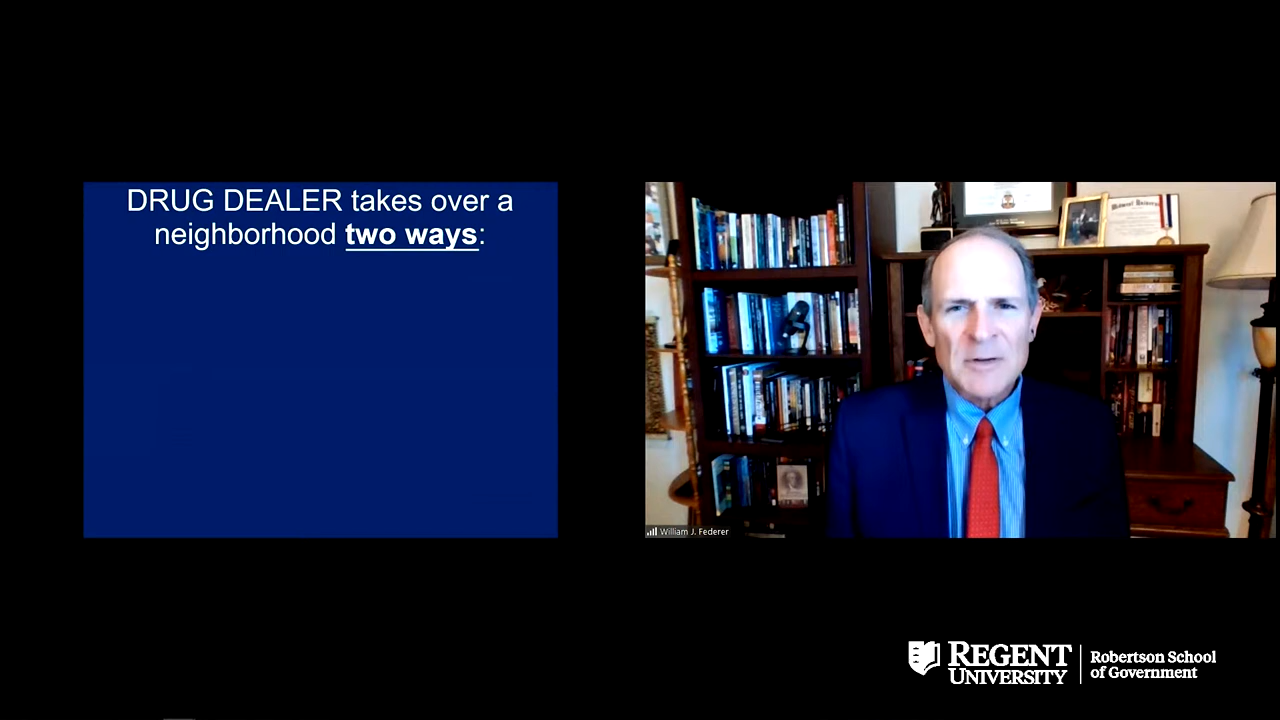 DRUG DEALER takes over a
neighborhood two ways:
William J. Federer
REGENT
UNIVERSITY
Robertson School
of Government